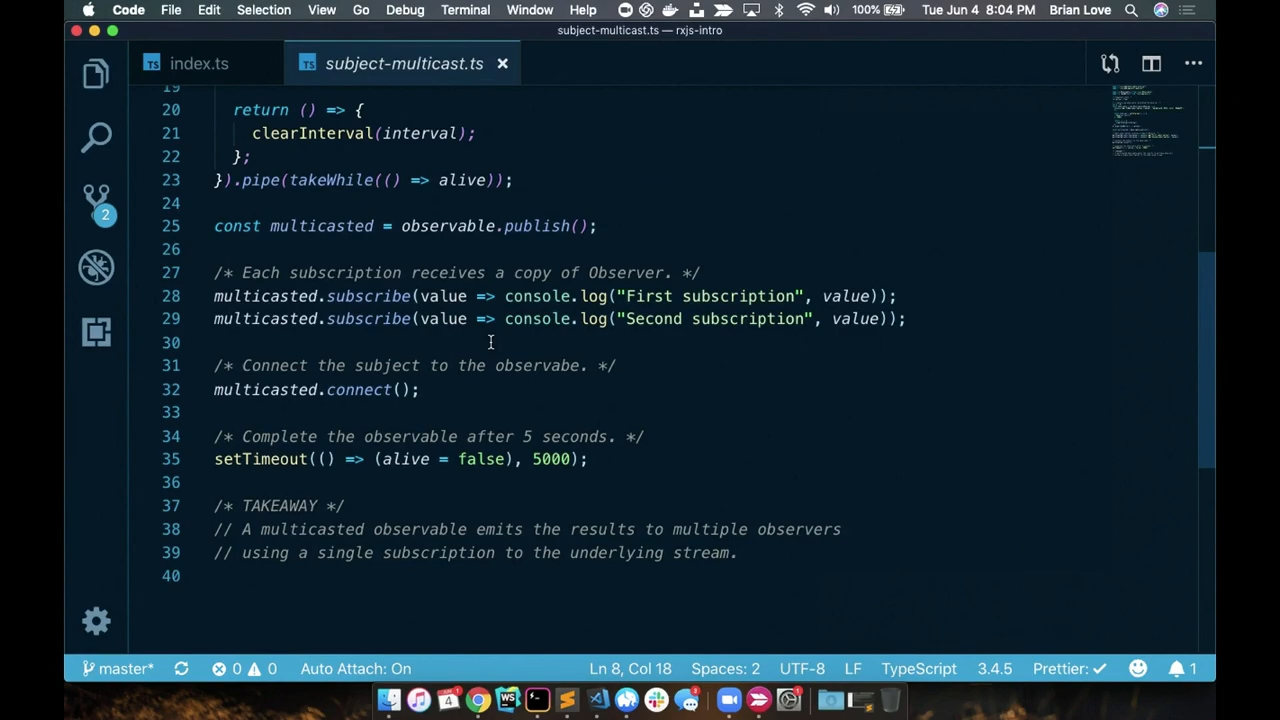 Code File Edit Selection View Go Debug Terminal Window Help 100% Tue Jun 4 8:04 PM Brian Love
subject-multicast.ts — rxjs-intro
TS index.ts TS subject-multicast.ts
19
20 return () => {
21 clearInterval(interval);
22 };
23 }).pipe(takeWhile(() => alive));
24
25 const multicasted = observable.publish();
26
27 /* Each subscription receives a copy of Observer. */
28 multicasted.subscribe(value => console.log("First subscription", value));
29 multicasted.subscribe(value => console.log("Second subscription", value));
30
31 /* Connect the subject to the observabe. */
32 multicasted.connect();
33
34 /* Complete the observable after 5 seconds. */
35 setTimeout(() => (alive = false), 5000);
36
37 /* TAKEAWAY */
38 // A multicasted observable emits the results to multiple observers
39 // using a single subscription to the underlying stream.
40
2
master* 0 0 Auto Attach: On Ln 8, Col 18 Spaces: 2 UTF-8 LF TypeScript 3.4.5 Prettier: 1
4 WS